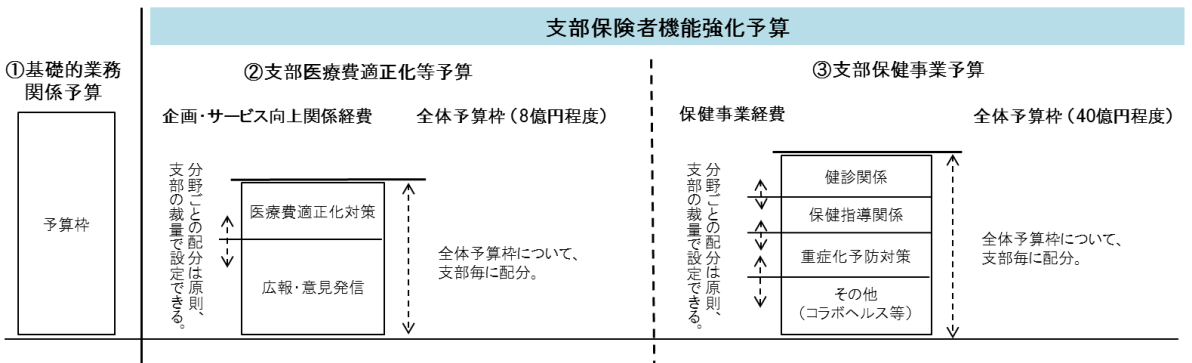 支部保険者機能強化予算
①基礎的業務
関係予算
予算枠
②支部医療費適正化等予算
企画・サービス向上関係経費
全体予算枠（8億円程度）
分野ごとの配分は原則、
支部の裁量で設定できる。
医療費適正化対策
広報・意見発信
全体予算枠について、
支部毎に配分。
③支部保健事業予算
保健事業経費
全体予算枠（40億円程度）
分野ごとの配分は原則、
支部の裁量で設定できる。
健診関係
保健指導関係
重症化予防対策
その他
（コラボヘルス等）
全体予算枠について、
支部毎に配分。